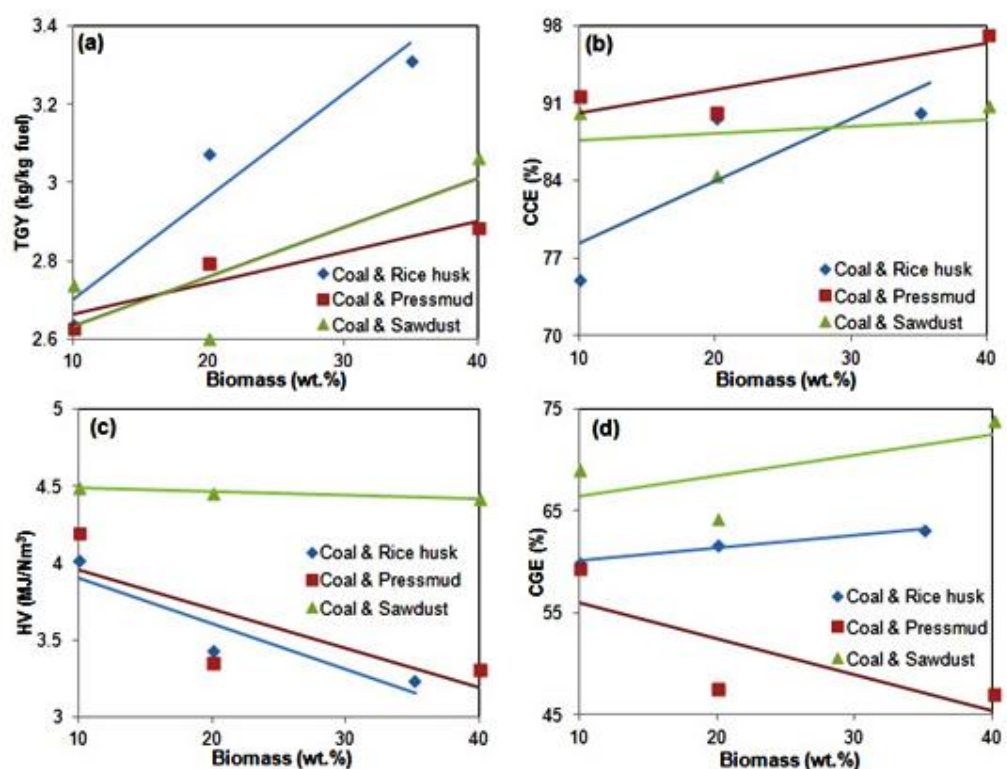 (a)
3.4
3.2
3
2.8
2.6
TGY (kg/kg fuel)
Coal & Rice husk
Coal & Pressmud
Coal & Sawdust
10
20
30
40
Biomass (wt.%)
(b)
98
91
84
77
70
CCE (%)
Coal & Rice husk
Coal & Pressmud
Coal & Sawdust
10
20
30
40
Biomass (wt.%)
(c)
5
4.5
4
3.5
3
HV (MJ/Nm³)
Coal & Rice husk
Coal & Pressmud
Coal & Sawdust
10
20
30
40
Biomass (wt.%)
(d)
75
65
55
45
CGE (%)
Coal & Rice husk
Coal & Pressmud
Coal & Sawdust
10
20
30
40
Biomass (wt.%)